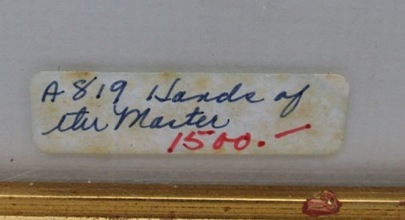 A819 Hands of
the Master
1500.—